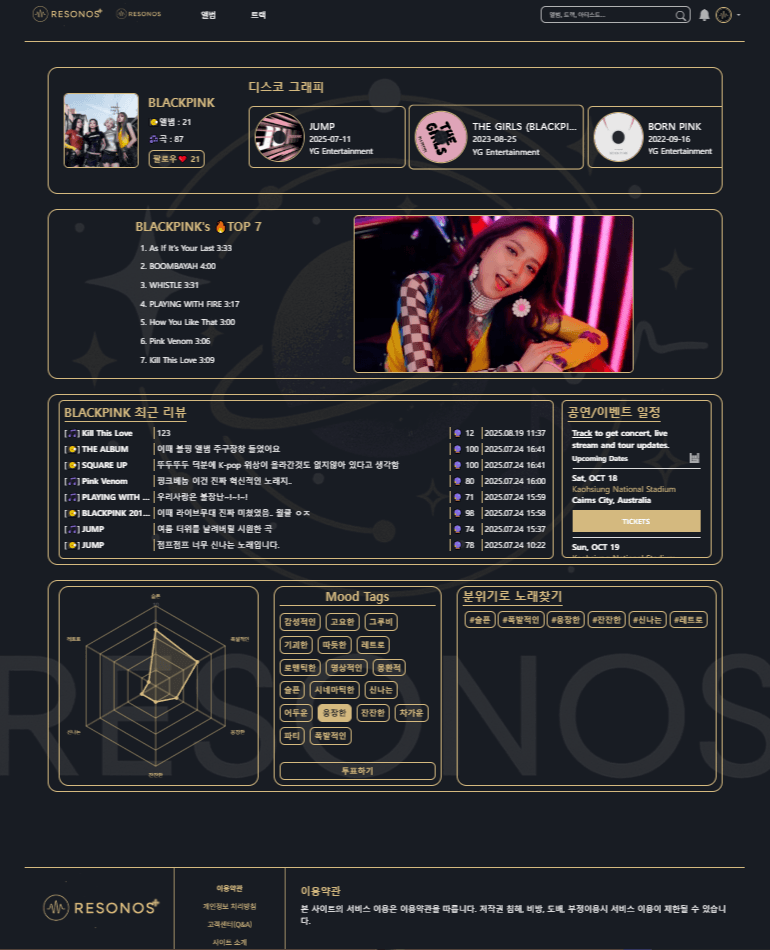 RESONOS
RESONOS
앨범
트랙
앨범, 트랙, 아티스트...
BLACKPINK
앨범 : 21
곡 : 87
팔로우 ❤ 21
디스코 그래피
JUMP
2025-07-11
YG Entertainment
THE GIRLS
THE GIRLS (BLACKPI...
2023-08-25
YG Entertainment
BORN PINK
2022-09-16
YG Entertainment
BLACKPINK's 🔥TOP 7
1. As If It's Your Last 3:33
2. BOOMBAYAH 4:00
3. WHISTLE 3:31
4. PLAYING WITH FIRE 3:17
5. How You Like That 3:00
6. Pink Venom 3:06
7. Kill This Love 3:09
BLACKPINK 최근 리뷰
[🎵] Kill This Love 123 12 2025.08.19 11:37
[💿] THE ALBUM 이때 블핑 앨범 주구장창 들었어요 100 2025.07.24 16:41
[💿] SQUARE UP 뚜두뚜두 덕분에 K-pop 위상이 올라간것도 없지않아 있다고 생각함 100 2025.07.24 16:41
[🎵] Pink Venom 핑크베놈 이건 진짜 혁신적인 노래지.. 80 2025.07.24 16:00
[🎵] PLAYING WITH ... 우리사랑은 불장난~!~!~! 71 2025.07.24 15:59
[💿] BLACKPINK 201... 이때 라이브무대 진짜 미쳤었음.. 월클 ㅇㅈ 98 2025.07.24 15:58
[🎵] JUMP 여름 더위를 날려버릴 시원한 곡 74 2025.07.24 15:37
[💿] JUMP 점프점프 너무 신나는 노래입니다. 78 2025.07.24 10:22
공연/이벤트 일정
Track to get concert, live
stream and tour updates.
Upcoming Dates
Sat, OCT 18
Kaohsiung National Stadium
Cairns City, Australia
TICKETS
Sun, OCT 19
슬픈
폭발적인
웅장한
잔잔한
신나는
레트로
Mood Tags
감성적인 고요한 그루비
기괴한 따듯한 레트로
로맨틱한 명상적인 몽환적
슬픈 시네마틱한 신나는
어두운 웅장한 잔잔한 차가운
파티 폭발적인
투표하기
분위기로 노래찾기
#슬픈 #폭발적인 #웅장한 #잔잔한 #신나는 #레트로
RESONOS
RESONOS
이용약관
개인정보 처리방침
고객센터(Q&A)
사이트 소개
이용약관
본 사이트의 서비스 이용은 이용약관을 따릅니다. 저작권 침해, 비방, 도배, 부정이용시 서비스 이용이 제한될 수 있습니
다.